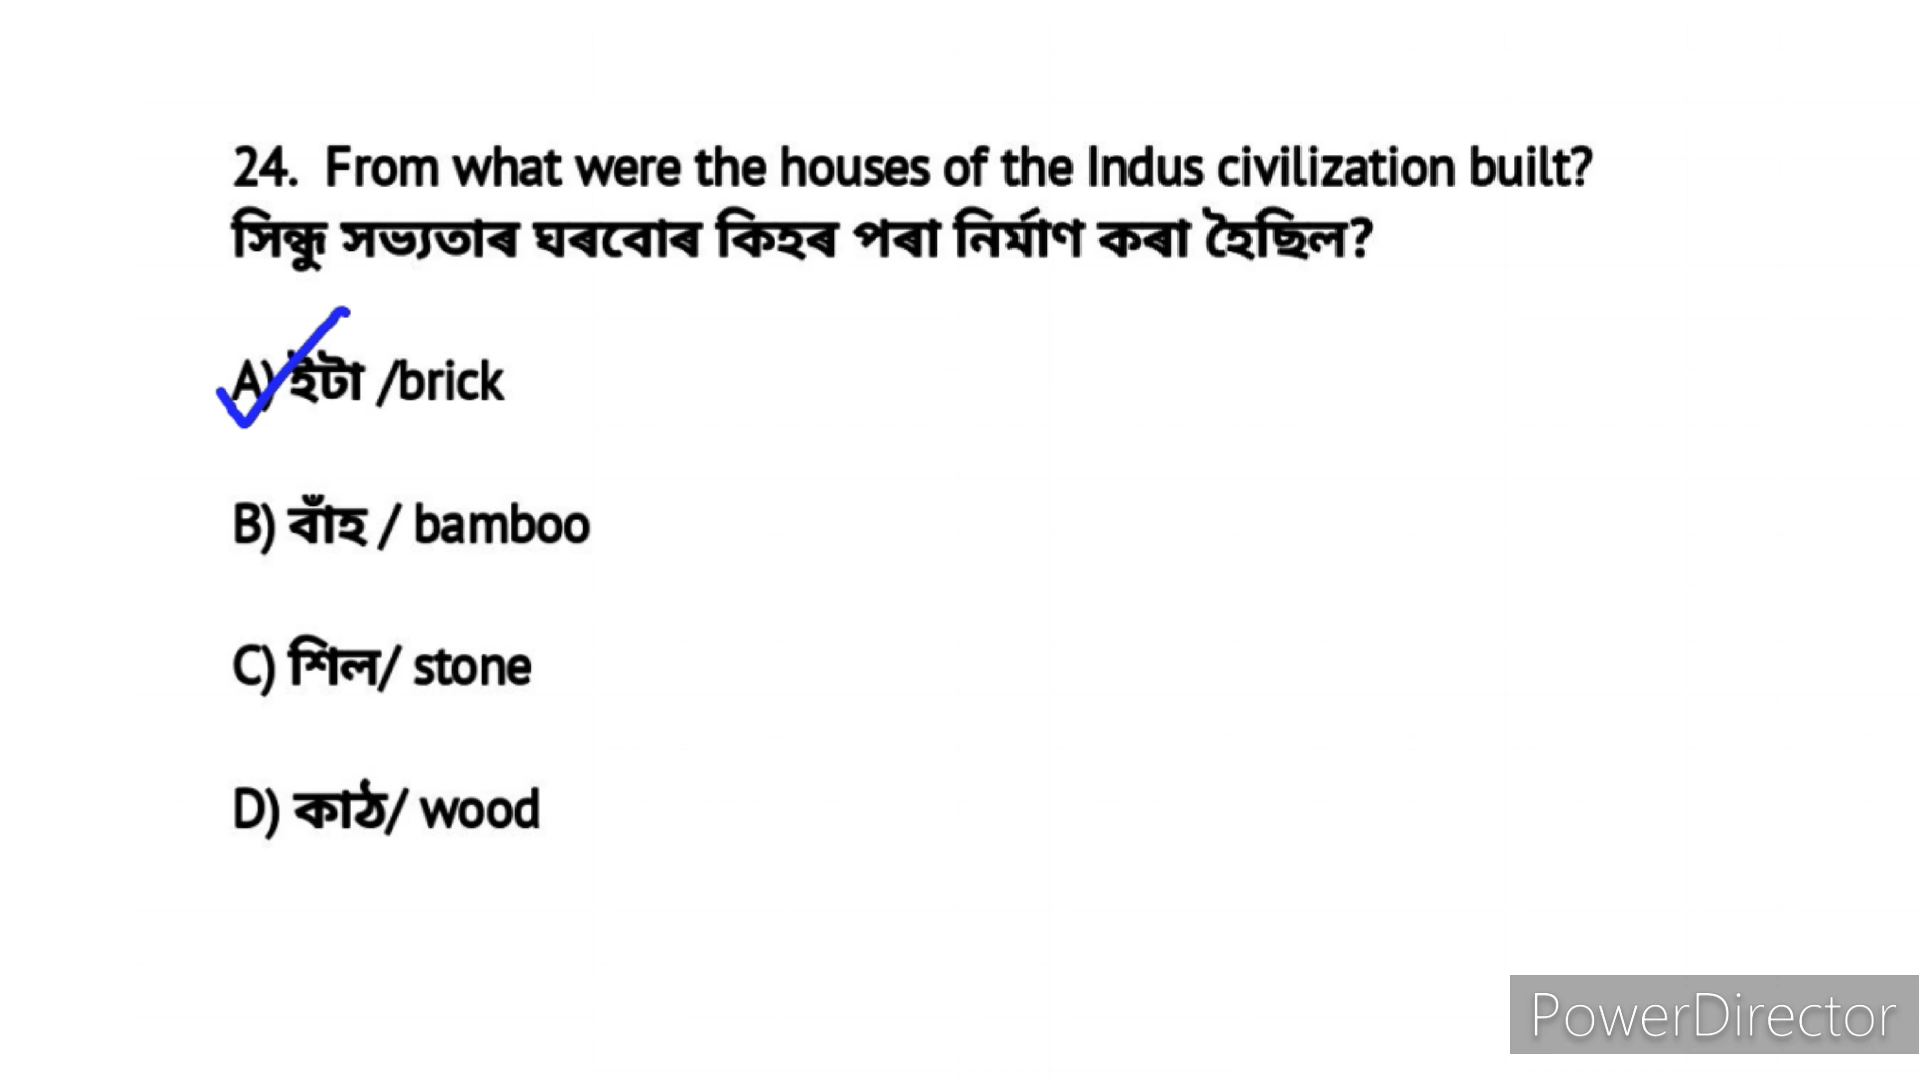 24. From what were the houses of the Indus civilization built?
সিন্ধু সভ্যতাৰ ঘৰবোৰ কিহৰ পৰা নিৰ্মাণ কৰা হৈছিল?
A) ইটা /brick
B) বাঁহ / bamboo
C) শিল/ stone
D) কাঠ/ wood
PowerDirector